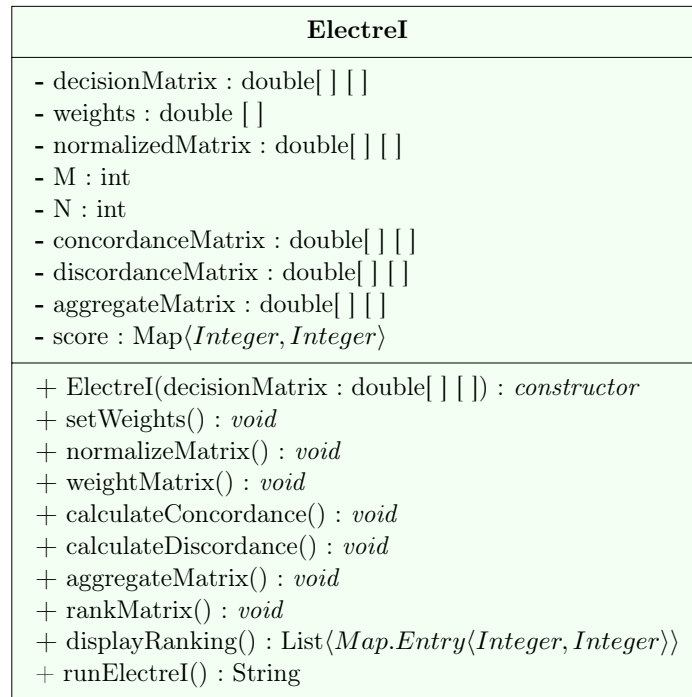 ElectreI
- decisionMatrix : double[ ] [ ]
- weights : double [ ]
- normalizedMatrix : double[ ] [ ]
- M : int
- N : int
- concordanceMatrix : double[ ] [ ]
- discordanceMatrix : double[ ] [ ]
- aggregateMatrix : double[ ] [ ]
- score : Map⟨Integer, Integer⟩
+ ElectreI(decisionMatrix : double[ ] [ ]) : constructor
+ setWeights() : void
+ normalizeMatrix() : void
+ weightMatrix() : void
+ calculateConcordance() : void
+ calculateDiscordance() : void
+ aggregateMatrix() : void
+ rankMatrix() : void
+ displayRanking() : List⟨Map.Entry⟨Integer, Integer⟩⟩
+ runElectreI() : String